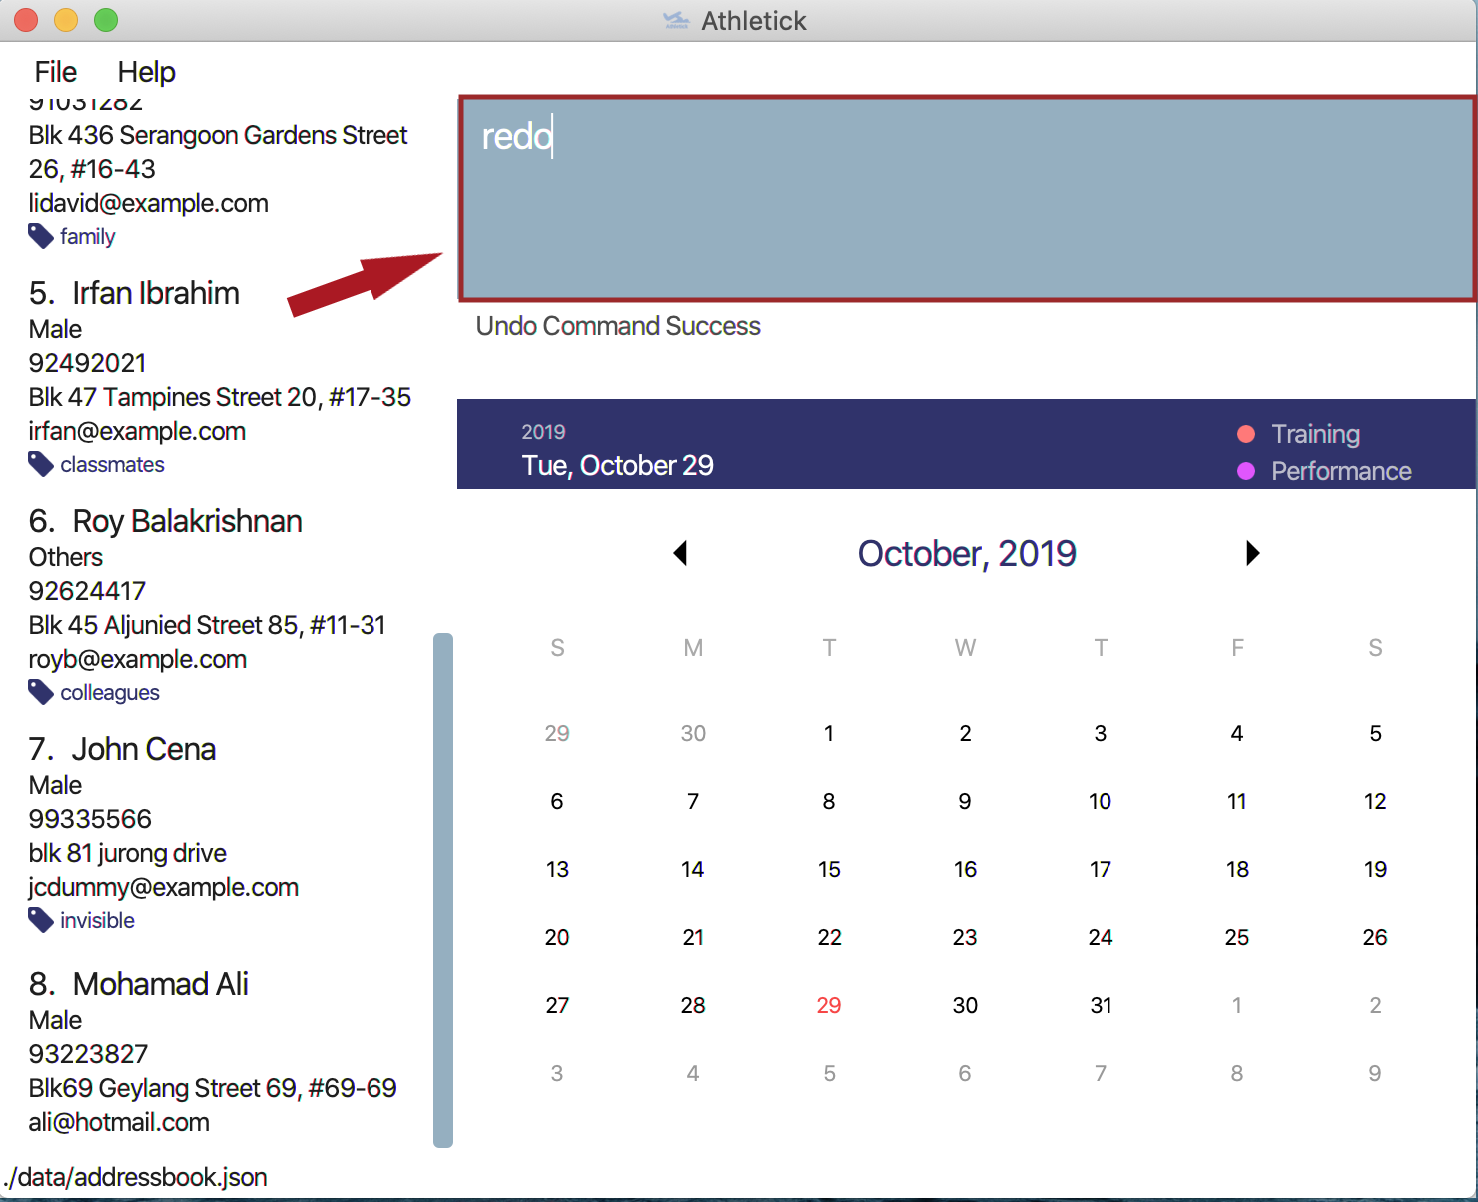 Athletick
File Help
91031282
Blk 436 Serangoon Gardens Street
26, #16-43
lidavid@example.com
family
5. Irfan Ibrahim
Male
92492021
Blk 47 Tampines Street 20, #17-35
irfan@example.com
classmates
6. Roy Balakrishnan
Others
92624417
Blk 45 Aljunied Street 85, #11-31
royb@example.com
colleagues
7. John Cena
Male
99335566
blk 81 jurong drive
jcdummy@example.com
invisible
8. Mohamad Ali
Male
93223827
Blk69 Geylang Street 69, #69-69
ali@hotmail.com
redo
Undo Command Success
2019
Tue, October 29
Training
Performance
October, 2019
S M T W T F S
29 30 1 2 3 4 5
6 7 8 9 10 11 12
13 14 15 16 17 18 19
20 21 22 23 24 25 26
27 28 29 30 31 1 2
3 4 5 6 7 8 9
./data/addressbook.json